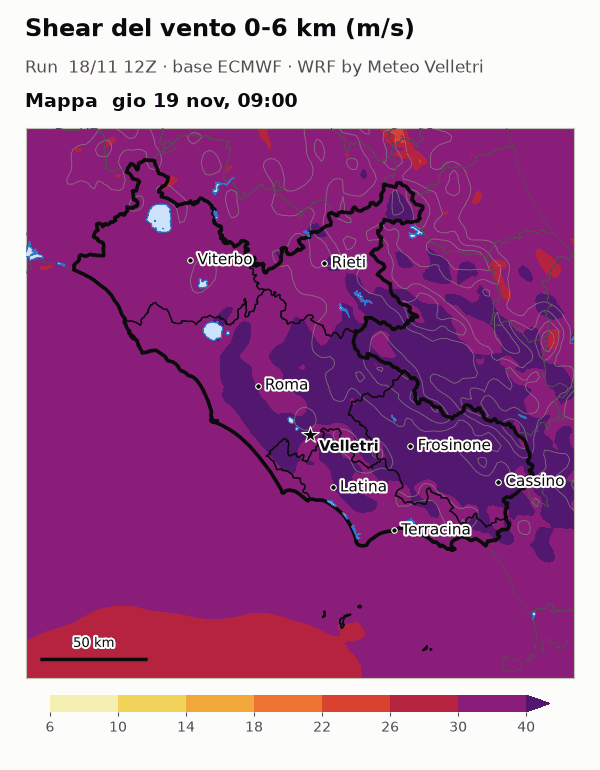 Shear del vento 0-6 km (m/s)
Run  18/11 12Z · base ECMWF · WRF by Meteo Velletri
Mappa  gio 19 nov, 09:00
Viterbo
Rieti
Roma
Velletri
Frosinone
Latina
Cassino
Terracina
50 km
6 10 14 18 22 26 30 40